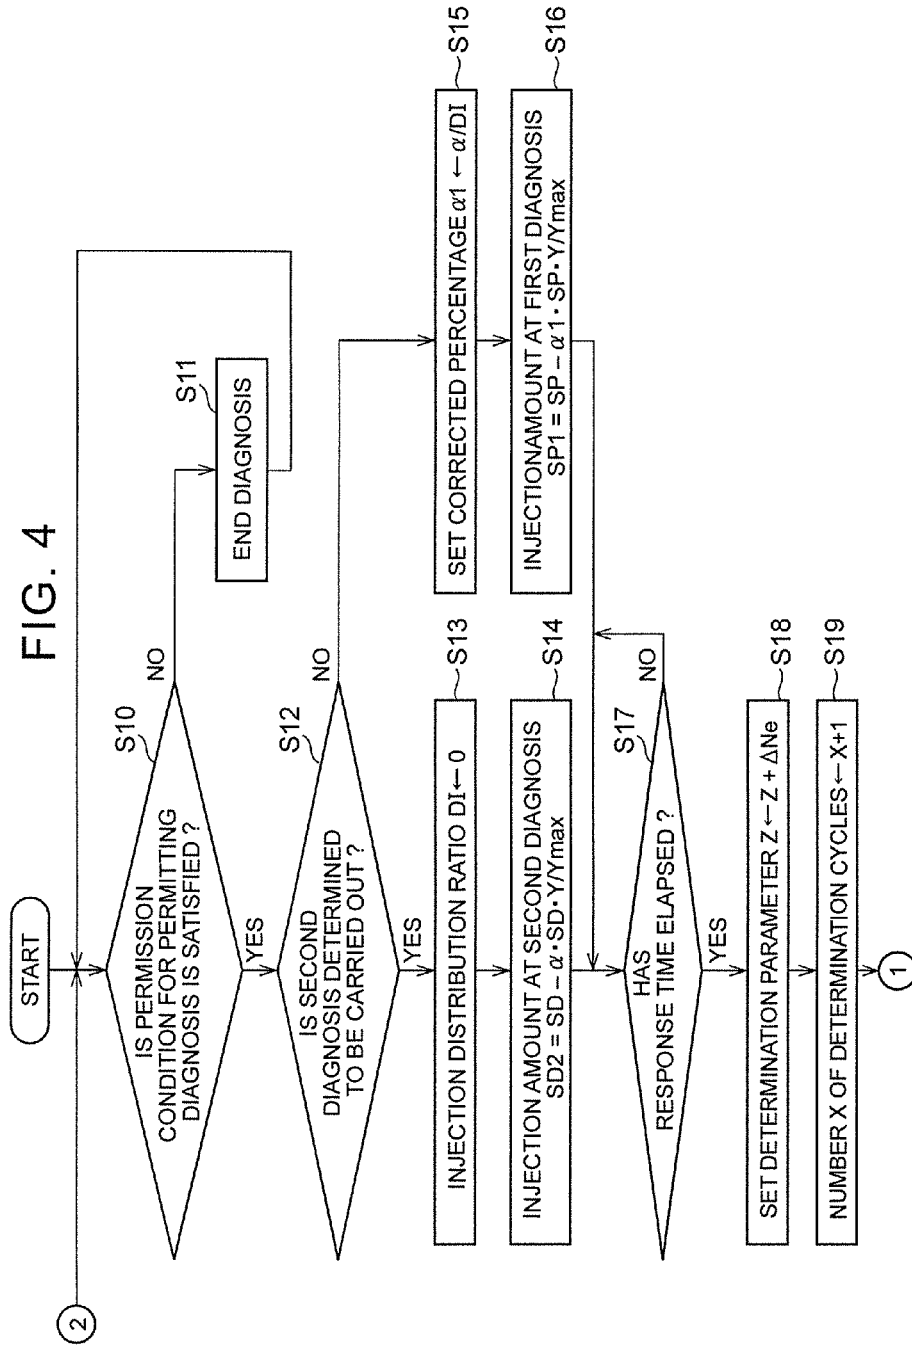 FIG. 4
START
2
S10
IS PERMISSION
CONDITION FOR PERMITTING
DIAGNOSIS IS SATISFIED ?
NO
YES
S11
END DIAGNOSIS
S12
IS SECOND
DIAGNOSIS DETERMINED
TO BE CARRIED OUT ?
NO
YES
S13
INJECTION DISTRIBUTION RATIO DI←0
S14
INJECTION AMOUNT AT SECOND DIAGNOSIS
SD2 = SD – α・SD・Y/Ymax
S15
SET CORRECTED PERCENTAGE α1 ← α/DI
S16
INJECTIONAMOUNT AT FIRST DIAGNOSIS
SP1 = SP – α1・SP・Y/Ymax
S17
HAS
RESPONSE TIME ELAPSED ?
NO
YES
S18
SET DETERMINATION PARAMETER Z←Z + ΔNe
S19
NUMBER X OF DETERMINATION CYCLES←X+1
1